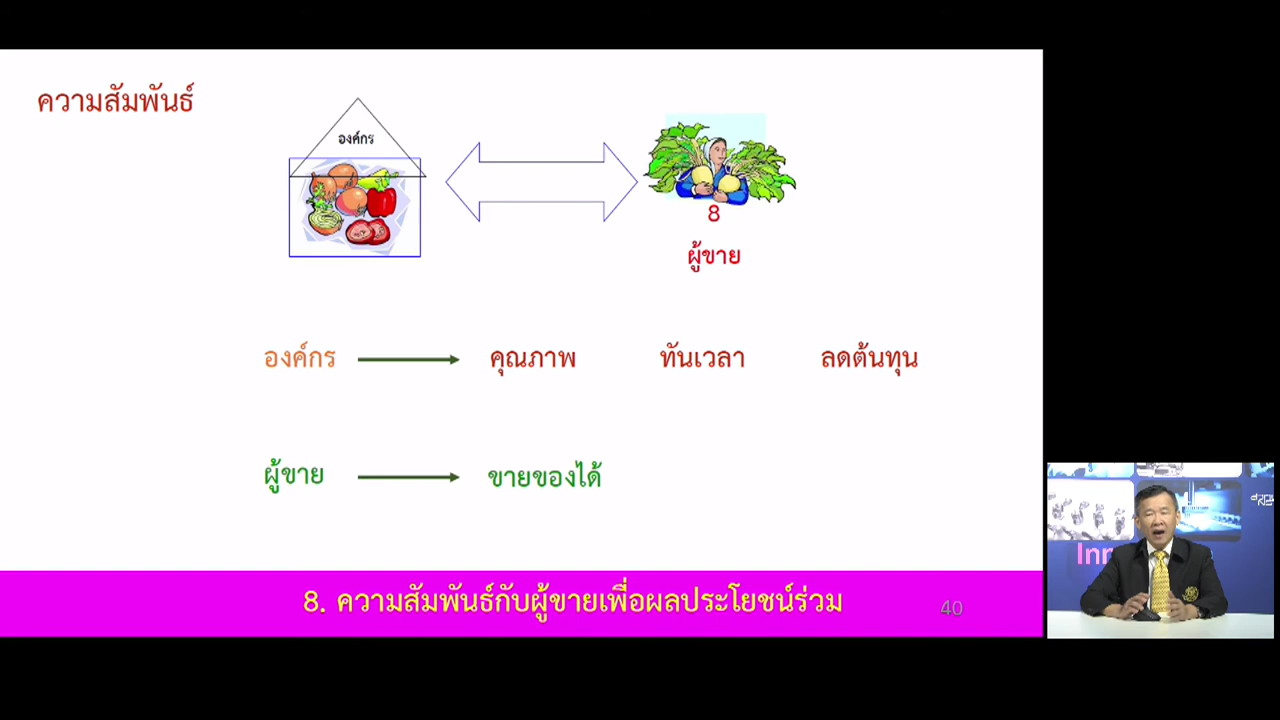 ความสัมพันธ์
องค์กร
8
ผู้ขาย
องค์กร คุณภาพ ทันเวลา ลดต้นทุน
ผู้ขาย ขายของได้
8. ความสัมพันธ์กับผู้ขายเพื่อผลประโยชน์ร่วม 40